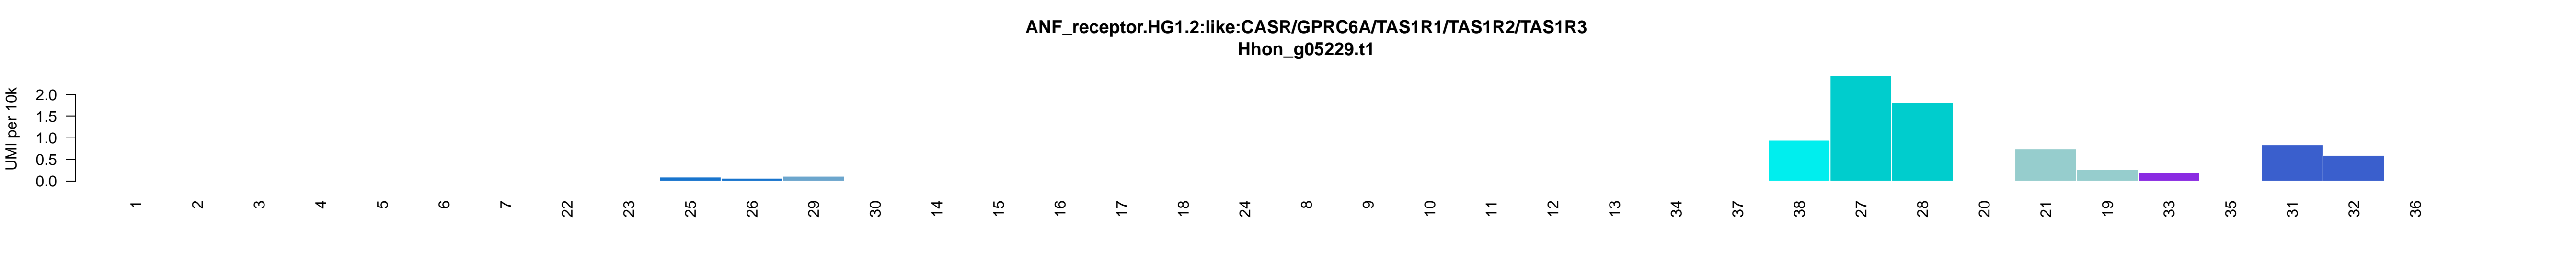 ANF_receptor.HG1.2:like:CASR/GPRC6A/TAS1R1/TAS1R2/TAS1R3
Hhon_g05229.t1
UMI per 10k
2.0
1.5
1.0
0.5
0.0
1 2 3 4 5 6 7 22 23 25 26 29 30 14 15 16 17 18 24 8 9 10 11 12 13 34 37 38 27 28 20 21 19 33 35 31 32 36